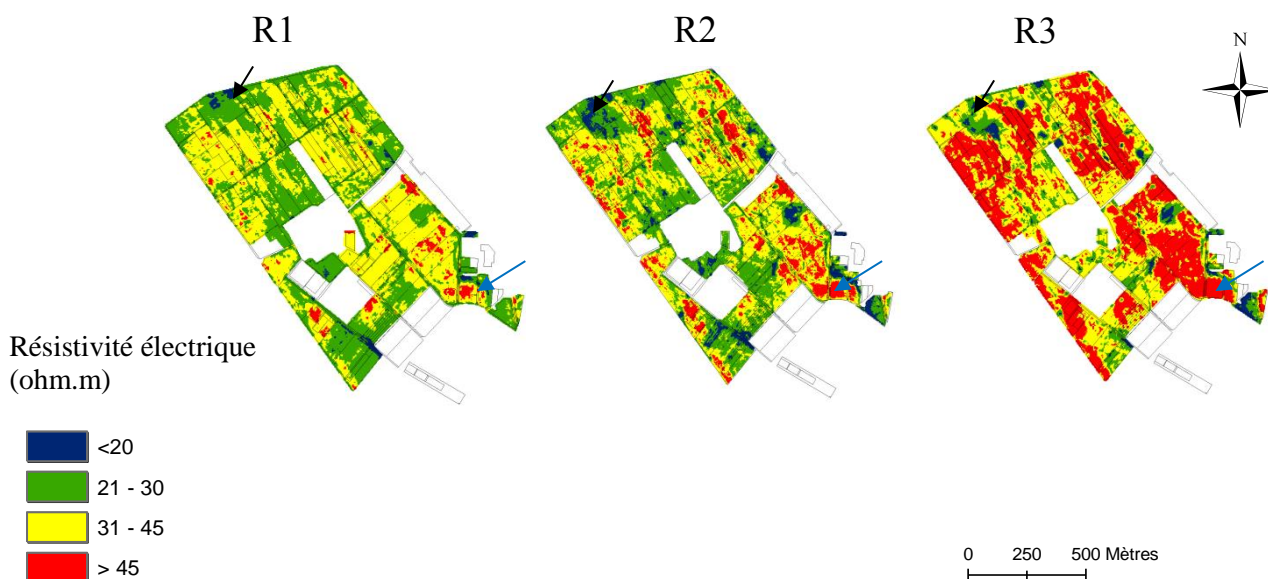 R1
R2
R3
N
Résistivité électrique
(ohm.m)
<20
21 - 30
31 - 45
> 45
0 250 500 Mètres